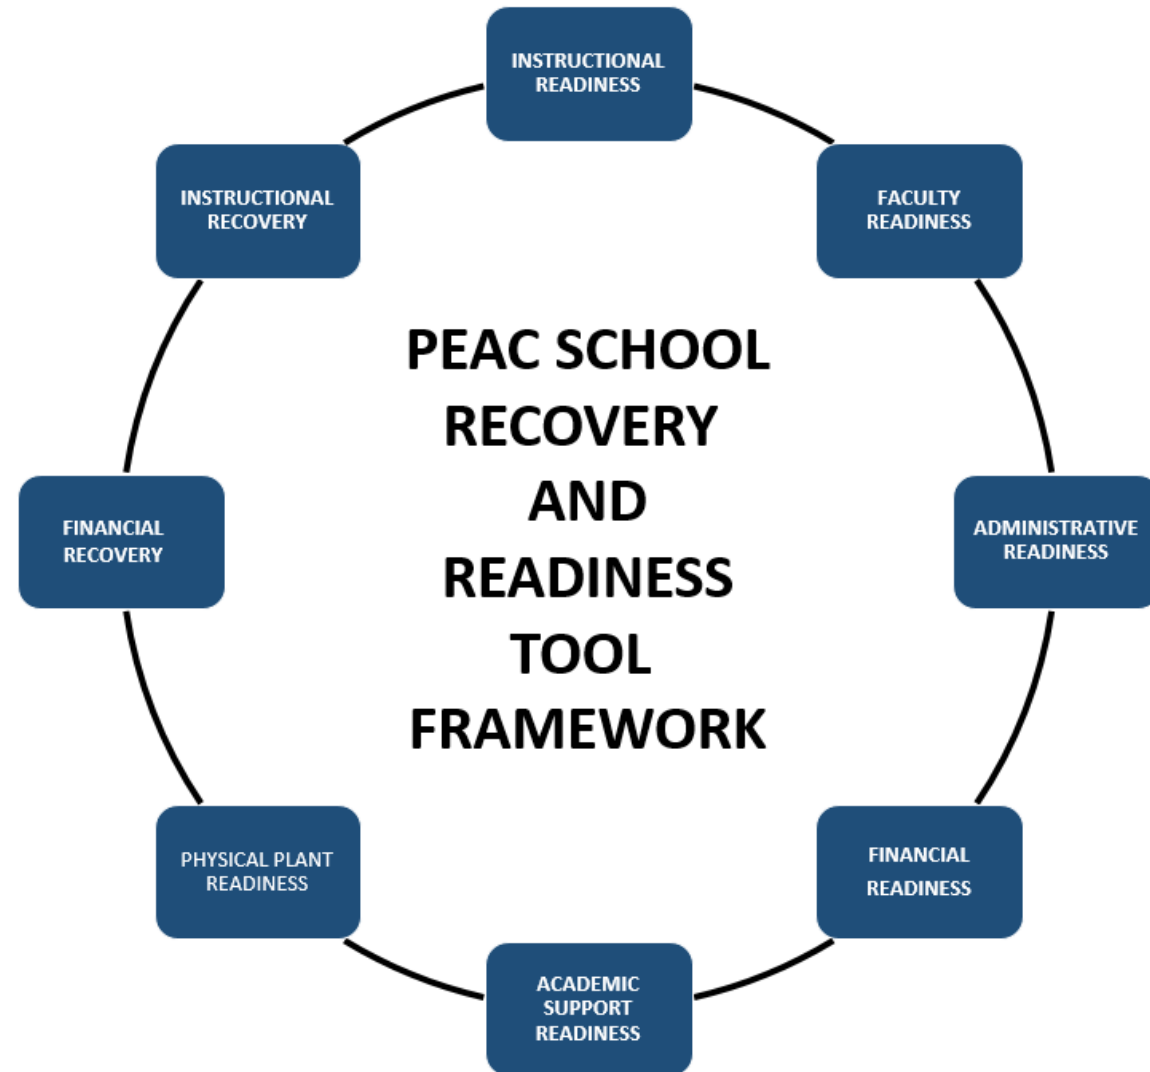 INSTRUCTIONAL
READINESS
FACULTY
READINESS
ADMINISTRATIVE
READINESS
FINANCIAL
READINESS
ACADEMIC
SUPPORT
READINESS
PHYSICAL PLANT
READINESS
FINANCIAL
RECOVERY
INSTRUCTIONAL
RECOVERY
PEAC SCHOOL
RECOVERY
AND
READINESS
TOOL
FRAMEWORK